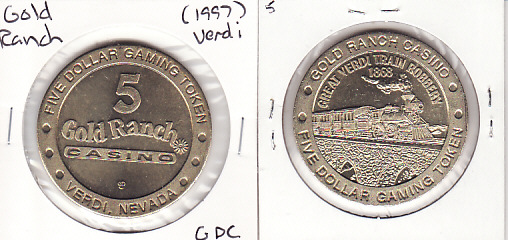 Gold
Ranch
(1997)
Verdi
FIVE DOLLAR GAMING TOKEN
5
Gold Ranch
CASINO
VERDI, NEVADA
GDC
5
GOLD RANCH CASINO
GREAT VERDI TRAIN ROBBERY
1868
FIVE DOLLAR GAMING TOKEN